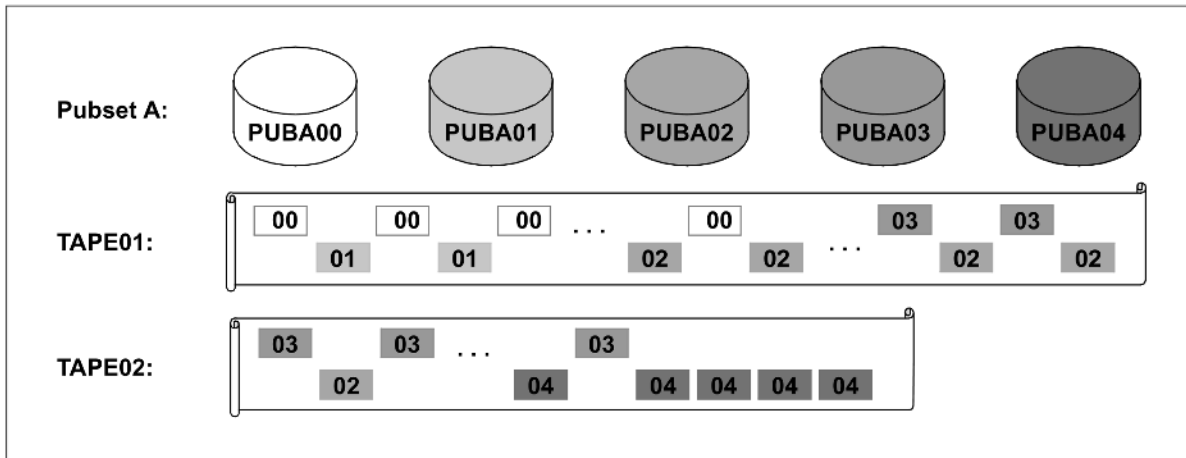 Pubset A: PUBA00 PUBA01 PUBA02 PUBA03 PUBA04
TAPE01:
00 00 00 ... 00 03 03
01 01 02 02 ... 02 02
TAPE02:
03 03 ... 03
02 04 04 04 04 04